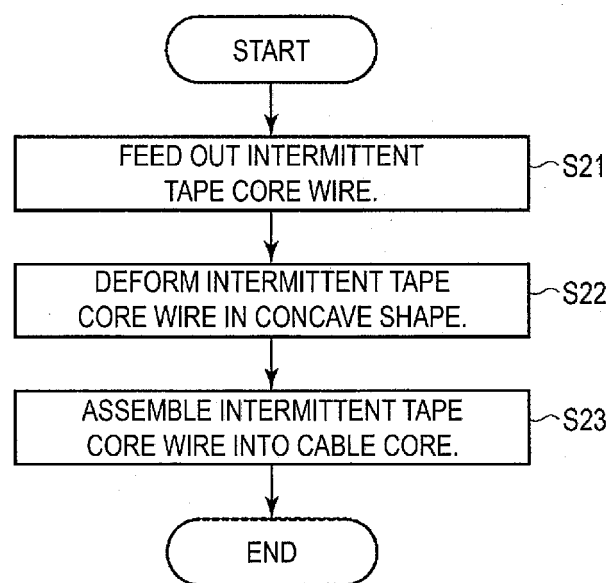 START
FEED OUT INTERMITTENT
TAPE CORE WIRE.
S21
DEFORM INTERMITTENT TAPE
CORE WIRE IN CONCAVE SHAPE.
S22
ASSEMBLE INTERMITTENT TAPE
CORE WIRE INTO CABLE CORE.
S23
END